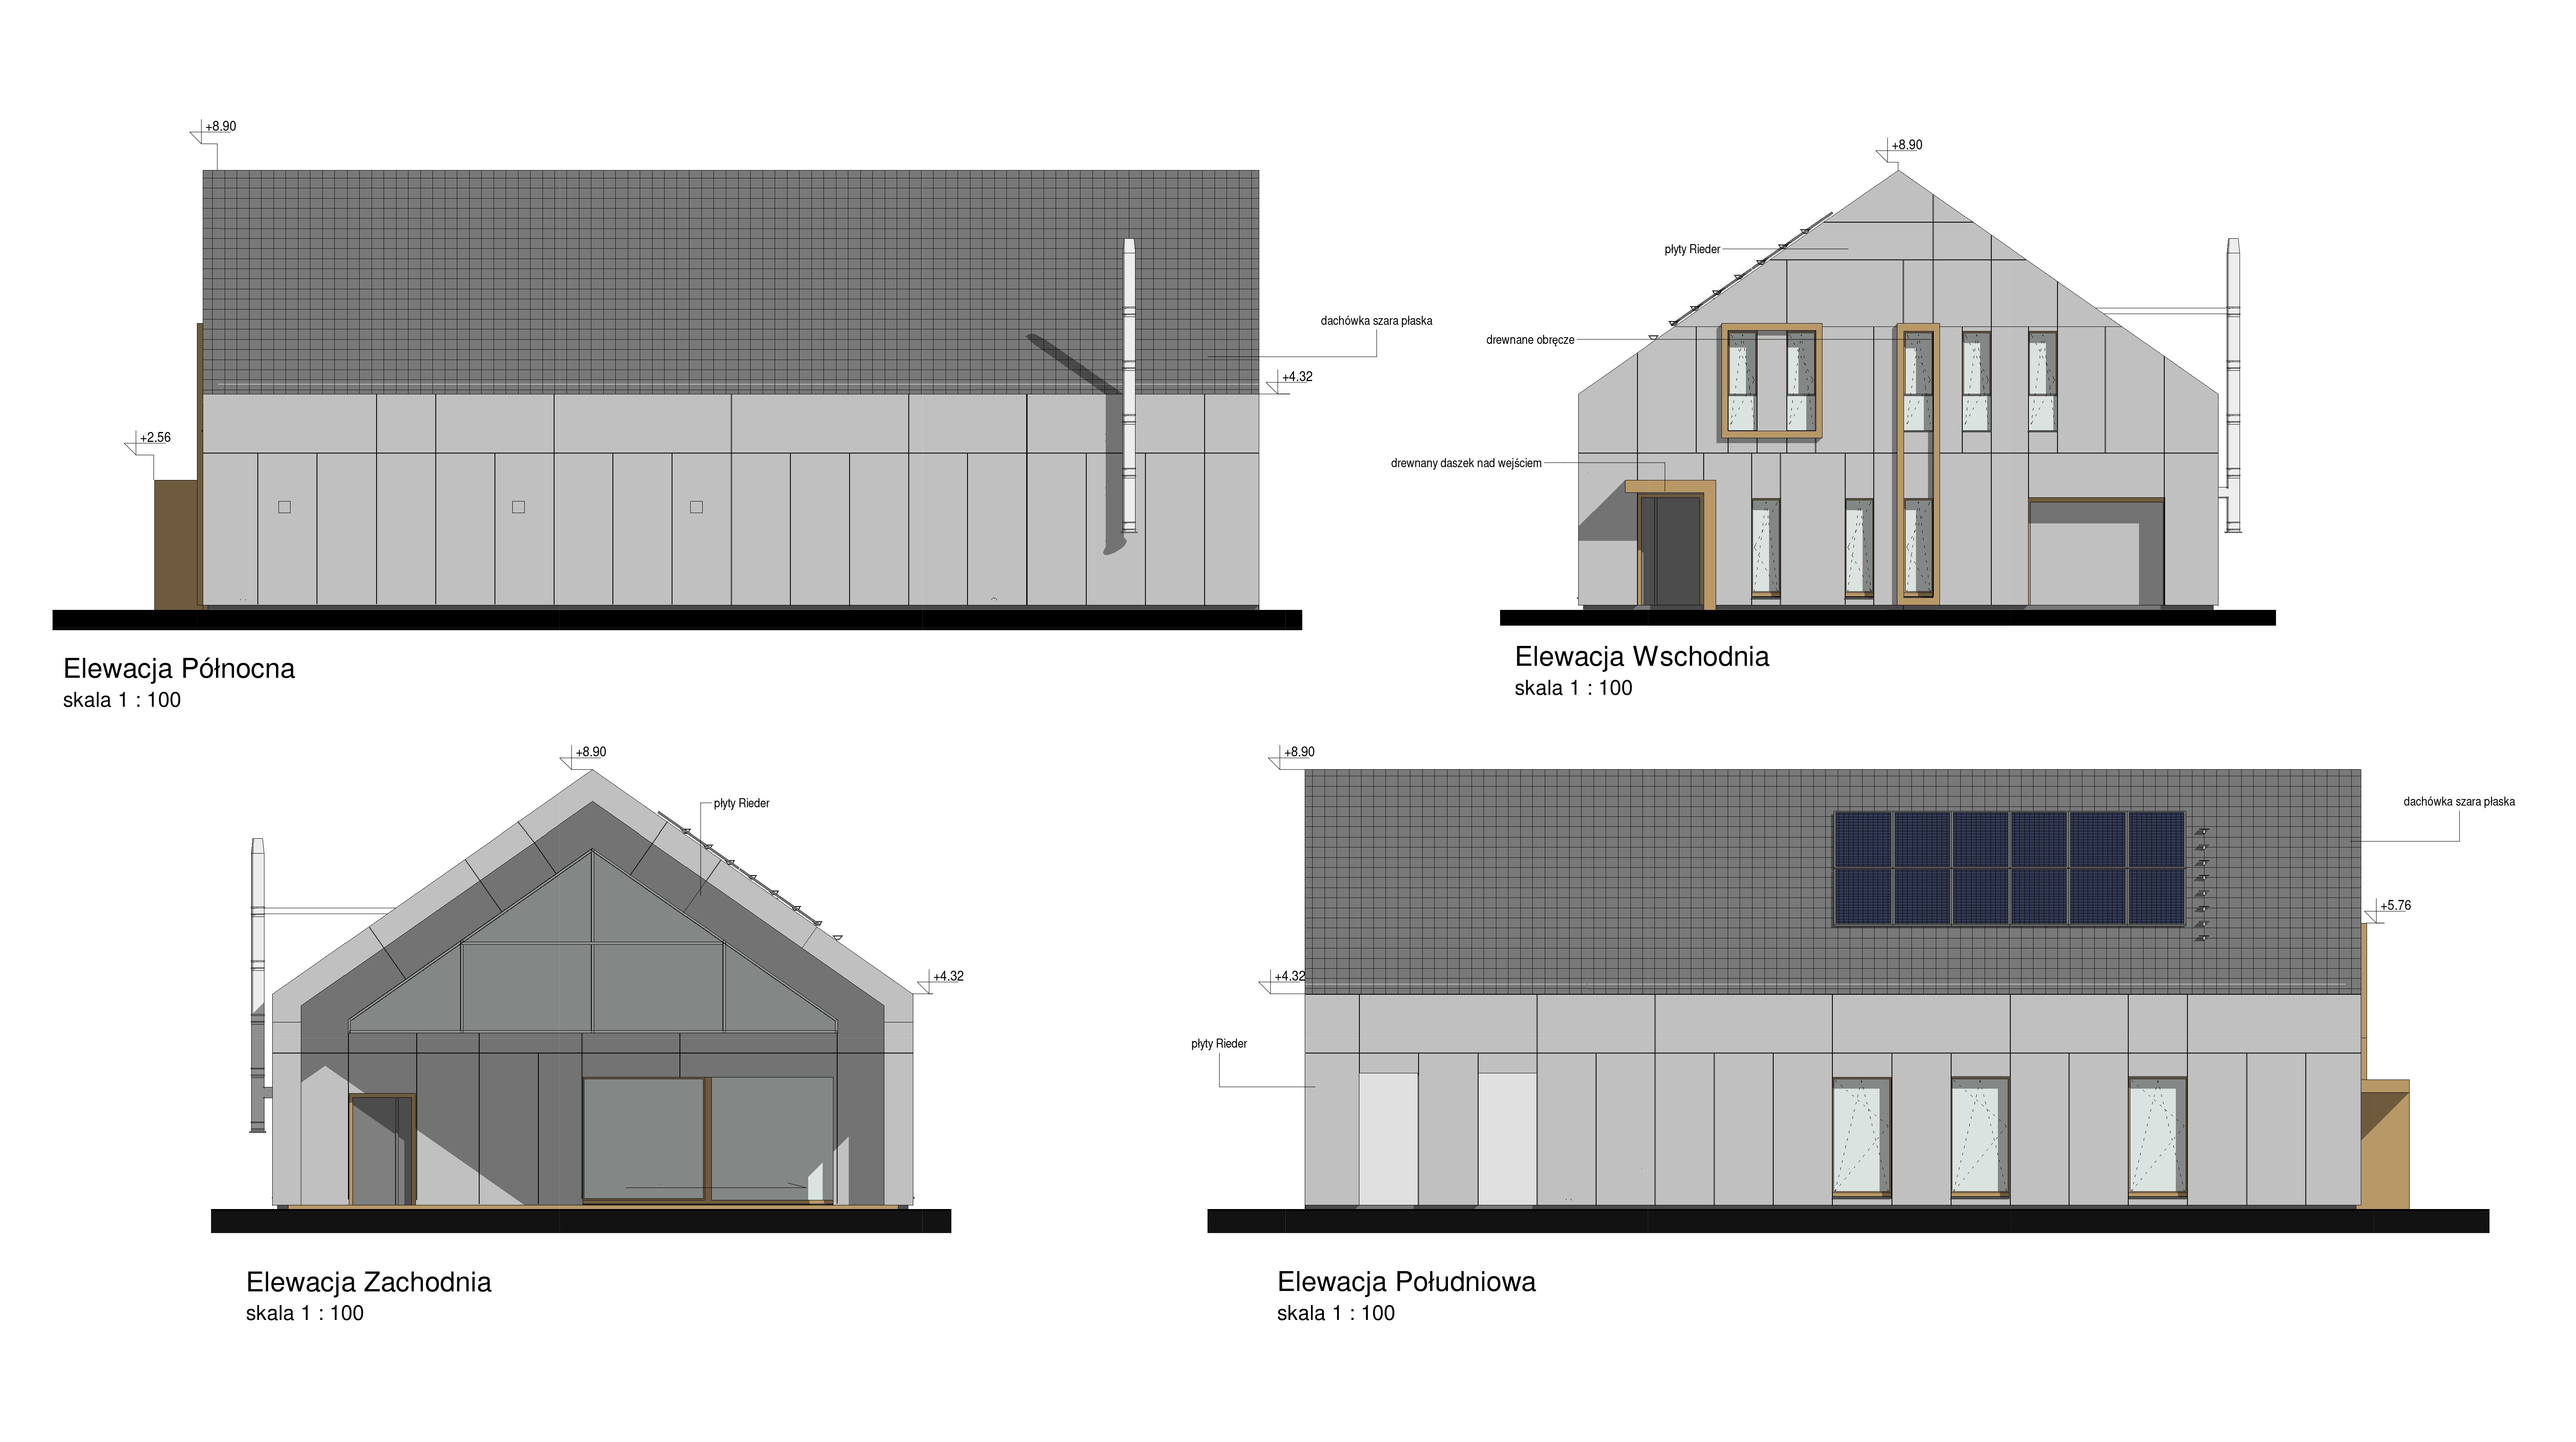 +8.90
dachówka szara płaska
+4.32
+2.56
Elewacja Północna
skala 1 : 100
+8.90
płyty Rieder
drewnane obręcze
drewnany daszek nad wejściem
Elewacja Wschodnia
skala 1 : 100
+8.90
płyty Rieder
+4.32
Elewacja Zachodnia
skala 1 : 100
+8.90
dachówka szara płaska
+5.76
+4.32
płyty Rieder
Elewacja Południowa
skala 1 : 100